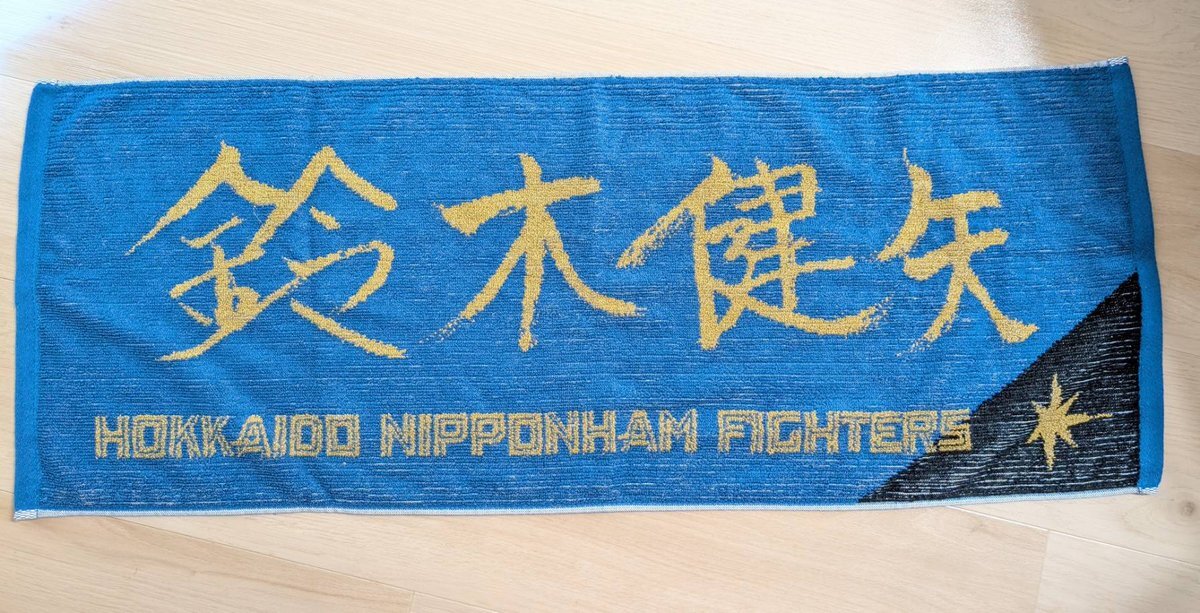 鈴木健矢
HOKKAIDO NIPPONHAM FIGHTERS